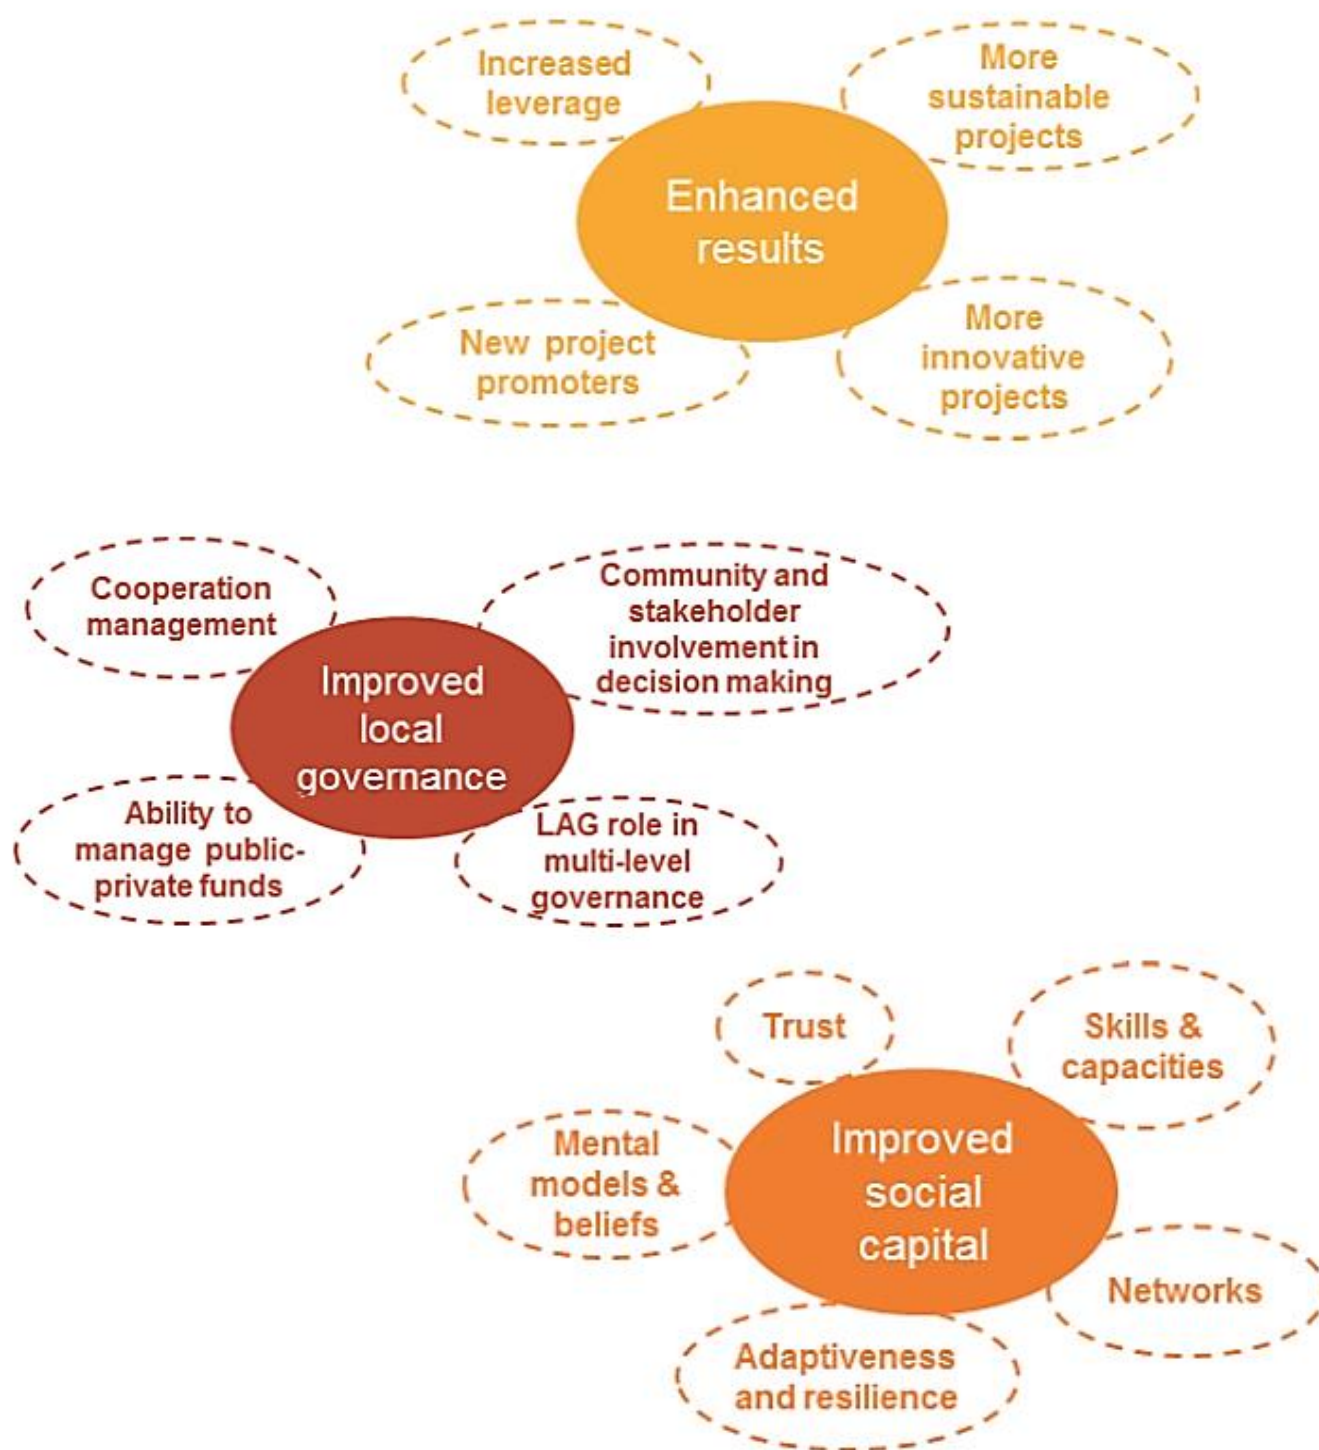 Increased
leverage
More
sustainable
projects
Enhanced
results
New project
promoters
More
innovative
projects
Cooperation
management
Community and
stakeholder
involvement in
decision making
Improved
local
governance
Ability to
manage public-
private funds
LAG role in
multi-level
governance
Trust
Skills &
capacities
Mental
models &
beliefs
Improved
social
capital
Networks
Adaptiveness
and resilience